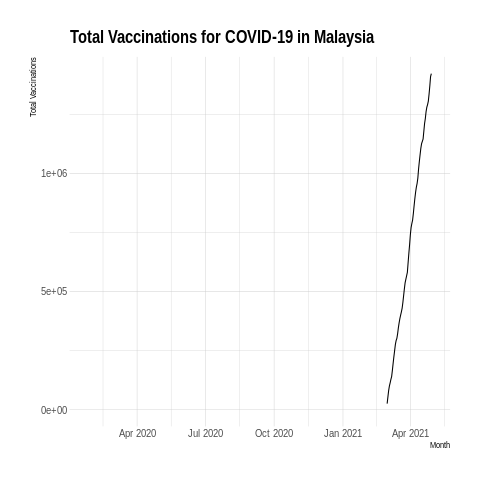 Total Vaccinations for COVID-19 in Malaysia
Total Vaccinations
1e+06
5e+05
0e+00
Apr 2020 Jul 2020 Oct 2020 Jan 2021 Apr 2021
Month